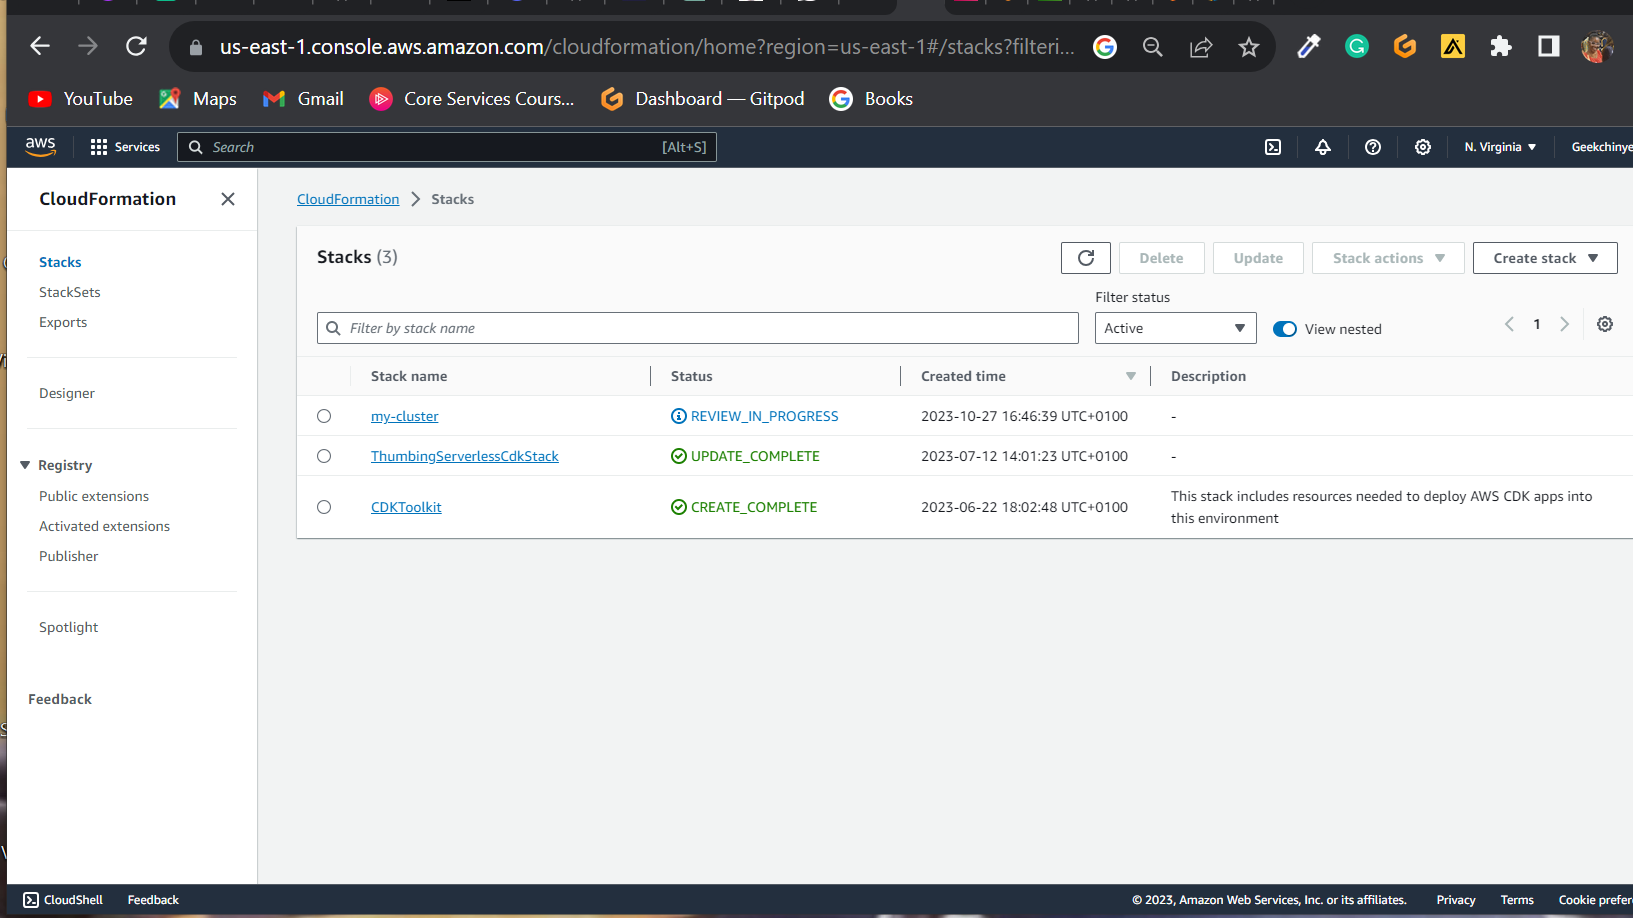 us-east-1.console.aws.amazon.com/cloudformation/home?region=us-east-1#/stacks?filteri...
YouTube Maps Gmail Core Services Cours... Dashboard — Gitpod Books
aws Services Search [Alt+S] N. Virginia Geekchinye
CloudFormation
Stacks
StackSets
Exports
Designer
Registry
Public extensions
Activated extensions
Publisher
Spotlight
Feedback
CloudFormation Stacks
Stacks (3) Delete Update Stack actions Create stack
Filter status
Filter by stack name Active View nested 1
Stack name Status Created time Description
my-cluster REVIEW_IN_PROGRESS 2023-10-27 16:46:39 UTC+0100 -
ThumbingServerlessCdkStack UPDATE_COMPLETE 2023-07-12 14:01:23 UTC+0100 -
CDKToolkit CREATE_COMPLETE 2023-06-22 18:02:48 UTC+0100 This stack includes resources needed to deploy AWS CDK apps into
this environment
CloudShell Feedback © 2023, Amazon Web Services, Inc. or its affiliates. Privacy Terms Cookie prefer